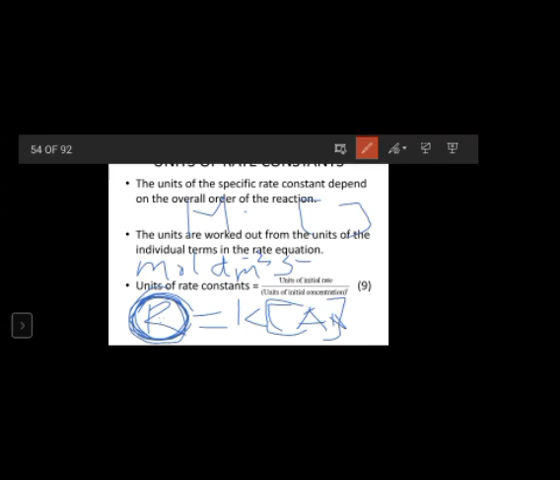 54 OF 92
UNITS OF RATE CONSTANTS
• The units of the specific rate constant depend
on the overall order of the reaction.
M. [ ]
• The units are worked out from the units of the
individual terms in the rate equation.
mol dm⁻³ s⁻
• Units of rate constants = Units of initial rate / (Units of initial concentration)ⁿ (9)
R = K[A]